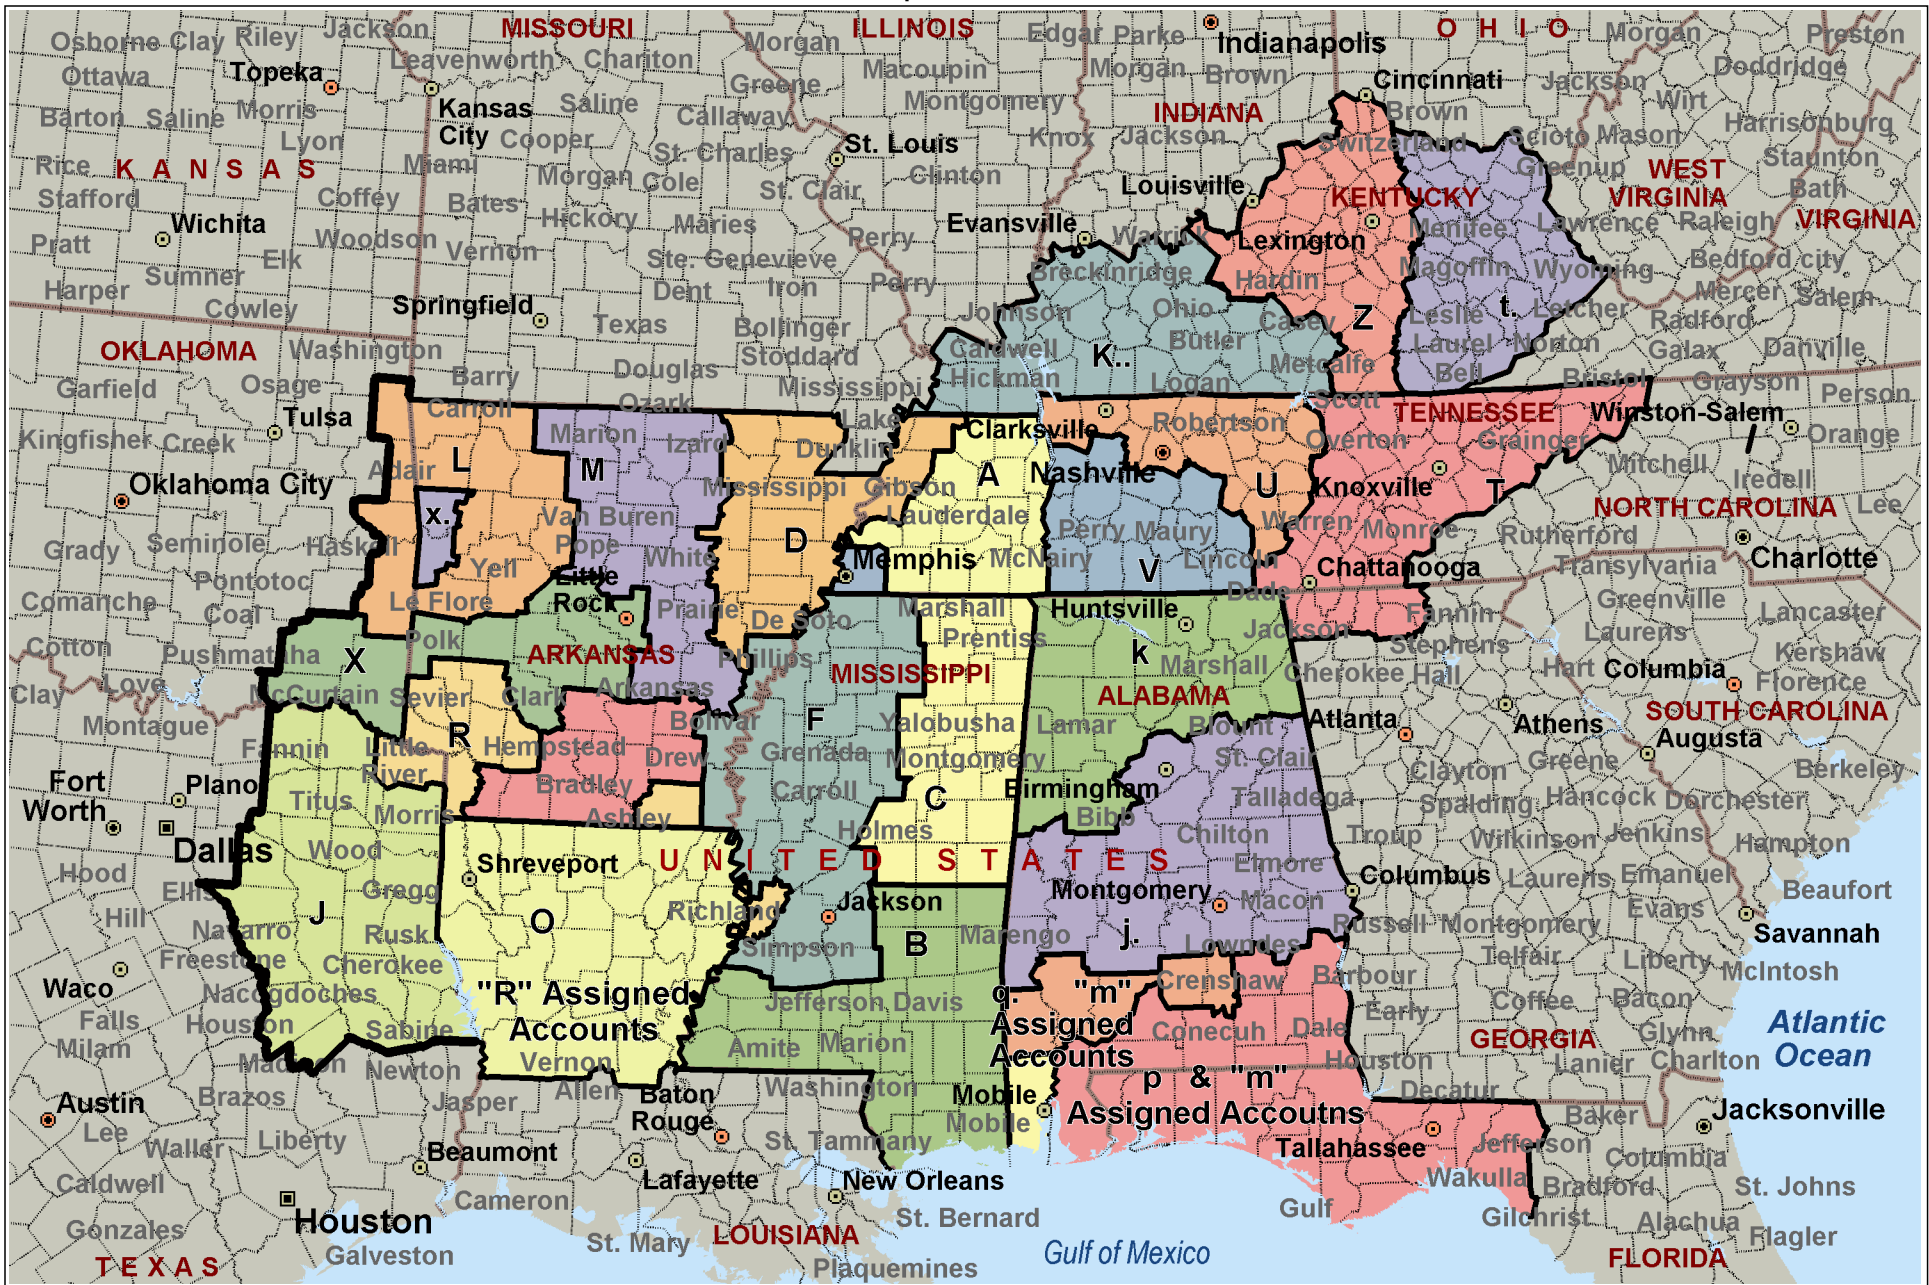 MISSOURI
ILLINOIS
OHIO
Osborne Clay Riley
Jackson
Morgan
Edgar Parke
Indianapolis
Morgan
Preston
Ottawa
Topeka
Leavenworth
Chariton
Macoupin
Morgan
Brown
Cincinnati
Jackson
Doddridge
Barton
Saline
Morris
Kansas
City
Saline
Greene
Montgomery
INDIANA
Brown
Wirt
Lyon
Cooper
Callaway
Knox
Jackson
Switzerland
Scioto
Mason
Harrisonburg
Rice
KANSAS
Miami
St. Charles
St. Louis
Clinton
Greenup
WEST
VIRGINIA
Staunton
Stafford
Coffey
Bates
Morgan
Cole
St. Clair
Louisville
KENTUCKY
Bath
Wichita
Hickory
Maries
Evansville
Warrick
Lexington
Menifee
Lawrence
Raleigh
VIRGINIA
Pratt
Woodson
Vernon
Perry
Elk
Ste. Genevieve
Breckinridge
Hardin
Magoffin
Wyoming
Bedford city
Sumner
Harper
Dent
Iron
Perry
Ohio
Mercer
Salem
Cowley
Springfield
Texas
Bollinger
Johnson
Casey
Z
Leslie
t.
Letcher
Radford
OKLAHOMA
Washington
Stoddard
Caldwell
K..
Butler
Metcalfe
Laurel
Norton
Galax
Danville
Garfield
Osage
Barry
Douglas
Mississippi
Hickman
Logan
Bell
Bristol
Grayson
Person
Tulsa
Carroll
Ozark
Lake
Clarksville
Robertson
Scott
TENNESSEE
Winston-Salem
Kingfisher
Creek
Marion
Izard
Dunklin
Overton
Grainger
Orange
Adair
L
M
A
Nashville
Mitchell
Iredell
Oklahoma City
Mississippi
Gibson
U
Knoxville
T
NORTH CAROLINA
Lee
x.
Van Buren
Lauderdale
Perry
Maury
Warren
Monroe
Rutherford
Grady
Seminole
Haskell
Pope
White
D
Memphis
McNairy
V
Lincoln
Chattanooga
Transylvania
Charlotte
Pontotoc
Yell
Little
Rock
Dade
Comanche
Coal
Le Flore
Prairie
De Soto
Marshall
Huntsville
Fannin
Greenville
Lancaster
Cotton
Pushmataha
X
Polk
ARKANSAS
Phillips
Prentiss
k
Jackson
Stephens
Laurens
Kershaw
Clay
Love
McCurtain
Sevier
Clark
Arkansas
MISSISSIPPI
Marshall
Cherokee
Hall
Hart
Columbia
Florence
ALABAMA
Montague
Fannin
R
Bolivar
F
Yalobusha
Lamar
Blount
Atlanta
Athens
SOUTH CAROLINA
Augusta
Little
River
Hempstead
Drew
Grenada
Montgomery
St. Clair
Clayton
Greene
Berkeley
Fort
Worth
Plano
Titus
Morris
Bradley
Carroll
C
Birmingham
Talladega
Spalding
Hancock
Dorchester
Ashley
Bibb
Holmes
Chilton
Troup
Wilkinson
Jenkins
Hampton
Dallas
Wood
Shreveport
UNITED STATES
Elmore
Hood
Ellis
Gregg
Montgomery
Macon
Columbus
Laurens
Emanuel
Beaufort
Hill
J
O
Richland
Jackson
Evans
Navarro
Rusk
B
Marengo
j.
Lowndes
Russell
Montgomery
Savannah
Freestone
Cherokee
Simpson
Telfair
Liberty
McIntosh
Waco
Nacogdoches
"R" Assigned
Accounts
Jefferson Davis
q.
"m"
Assigned
Accounts
Crenshaw
Barbour
Coffee
Bacon
Falls
Houston
Sabine
Conecuh
Dale
Early
Atlantic
Ocean
Milam
Madison
Newton
Vernon
Amite
Marion
Houston
GEORGIA
Glynn
Lanier
Charlton
Austin
Brazos
Jasper
Allen
Baton
Rouge
Washington
Mobile
Mobile
p & "m"
Assigned Accoutns
Decatur
Baker
Jacksonville
Lee
Waller
Liberty
Beaumont
St. Tammany
Tallahassee
Jefferson
Columbia
Caldwell
Lafayette
New Orleans
Wakulla
Bradford
St. Johns
Gonzales
Houston
Cameron
St. Bernard
Gulf
Gilchrist
Alachua
Flagler
TEXAS
Galveston
St. Mary
LOUISIANA
Gulf of Mexico
Plaquemines
FLORIDA